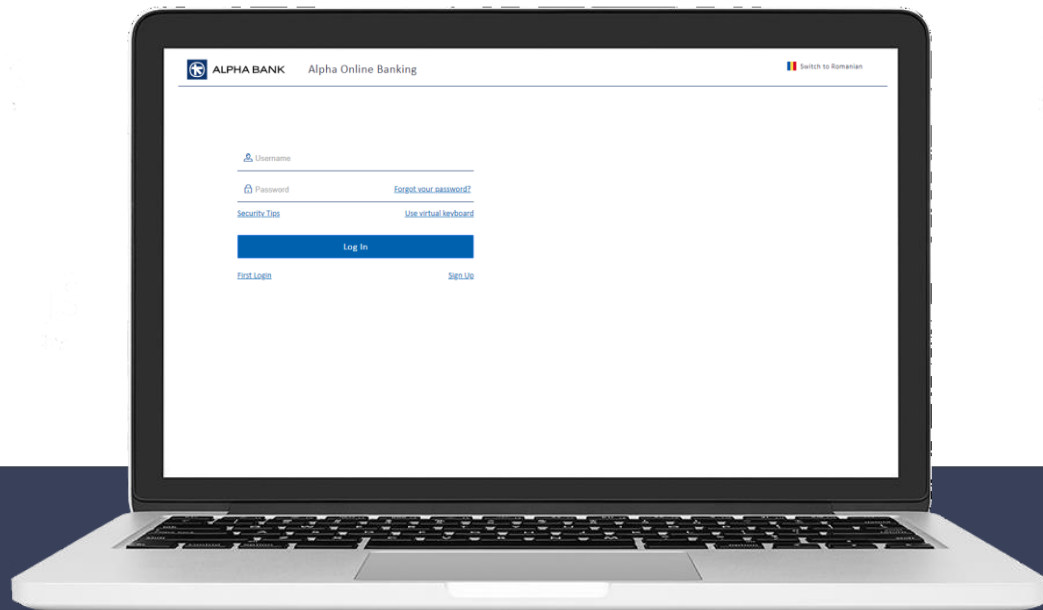 ALPHA BANK Alpha Online Banking Switch to Romanian
Username
Password Forgot your password?
Security Tips Use virtual keyboard
Log In
First Login Sign Up